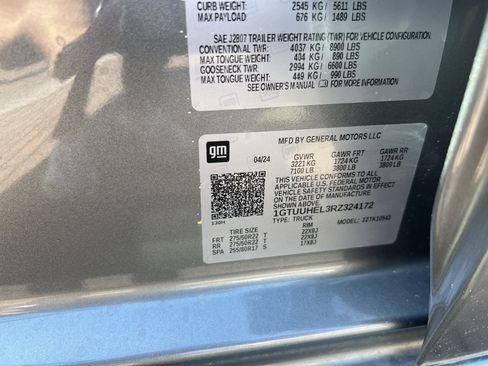 CURB WEIGHT: 2545 KG/ 5611 LBS
MAX PAYLOAD: 676 KG/ 1489 LBS
SAE J2807 TRAILER WEIGHT RATING (TWR) FOR VEHICLE CONFIGURATION.
CONVENTIONAL TWR: 4037 KG/ 8900 LBS
MAX TONGUE WEIGHT: 404 KG/ 890 LBS
GOOSENECK TWR: 2994 KG/ 6600 LBS
MAX TONGUE WEIGHT: 449 KG/ 990 LBS
SEE OWNER'S MANUAL FOR ADDITIONAL INFORMATION.
gm
MFD BY GENERAL MOTORS LLC
04/24 GVWR GAWR FRT GAWR RR
3221 KG 1724 KG 1724 KG
7100 LB 3800 LB 3800 LB
THIS VEHICLE CONFORMS TO ALL APPLICABLE U.S. FEDERAL MOTOR
VEHICLE SAFETY STANDARDS IN EFFECT ON THE DATE OF
MANUFACTURE SHOWN ABOVE.
1GTUUHEL3RZ324172
TYPE: TRUCK MODEL:
TIRE SIZE RIM
FRT 275/50R22 T 22X9J
RR 275/50R22 T 22X9J
SPA 255/80R17 S 17X8J